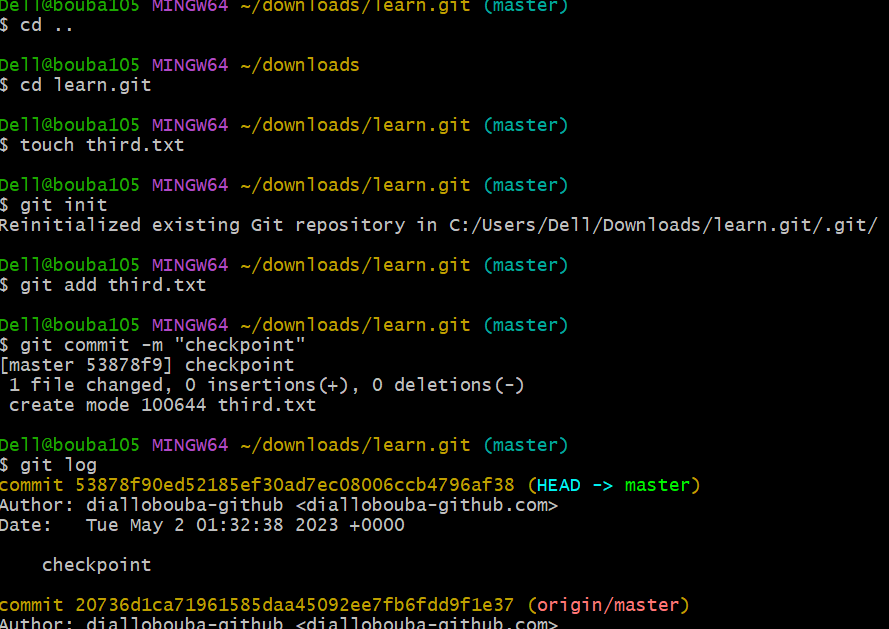 Dell@bouba105 MINGW64 ~/downloads/learn.git (master)
$ cd ..
Dell@bouba105 MINGW64 ~/downloads
$ cd learn.git
Dell@bouba105 MINGW64 ~/downloads/learn.git (master)
$ touch third.txt
Dell@bouba105 MINGW64 ~/downloads/learn.git (master)
$ git init
Reinitialized existing Git repository in C:/Users/Dell/Downloads/learn.git/.git/
Dell@bouba105 MINGW64 ~/downloads/learn.git (master)
$ git add third.txt
Dell@bouba105 MINGW64 ~/downloads/learn.git (master)
$ git commit -m "checkpoint"
[master 53878f9] checkpoint
 1 file changed, 0 insertions(+), 0 deletions(-)
 create mode 100644 third.txt
Dell@bouba105 MINGW64 ~/downloads/learn.git (master)
$ git log
commit 53878f90ed52185ef30ad7ec08006ccb4796af38 (HEAD -> master)
Author: diallobouba-github <diallobouba-github.com>
Date:   Tue May 2 01:32:38 2023 +0000
    checkpoint
commit 20736d1ca71961585daa45092ee7fb6fdd9f1e37 (origin/master)
Author: diallobouba-github <diallobouba-github.com>